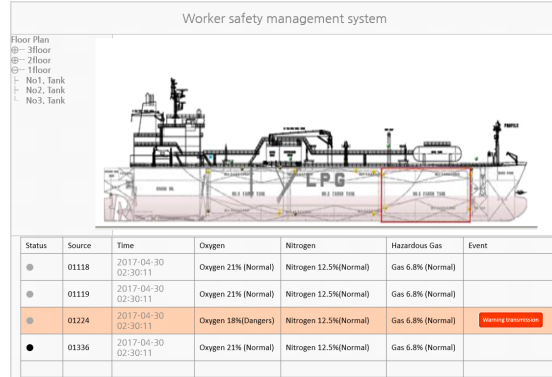 Worker safety management system
Floor Plan
3floor
2floor
1floor
No1, Tank
No2, Tank
No3, Tank
PROFILE
LPG
Status Source Time Oxygen Nitrogen Hazardous Gas Event
01118 2017-04-30 02:30:11 Oxygen 21% (Normal) Nitrogen 12.5%(Normal) Gas 6.8% (Normal)
01119 2017-04-30 02:30:11 Oxygen 21% (Normal) Nitrogen 12.5%(Normal) Gas 6.8% (Normal)
01224 2017-04-30 02:30:11 Oxygen 18%(Dangers) Nitrogen 12.5%(Normal) Gas 6.8% (Normal) Warning transmission
01336 2017-04-30 02:30:11 Oxygen 21% (Normal) Nitrogen 12.5%(Normal) Gas 6.8% (Normal)